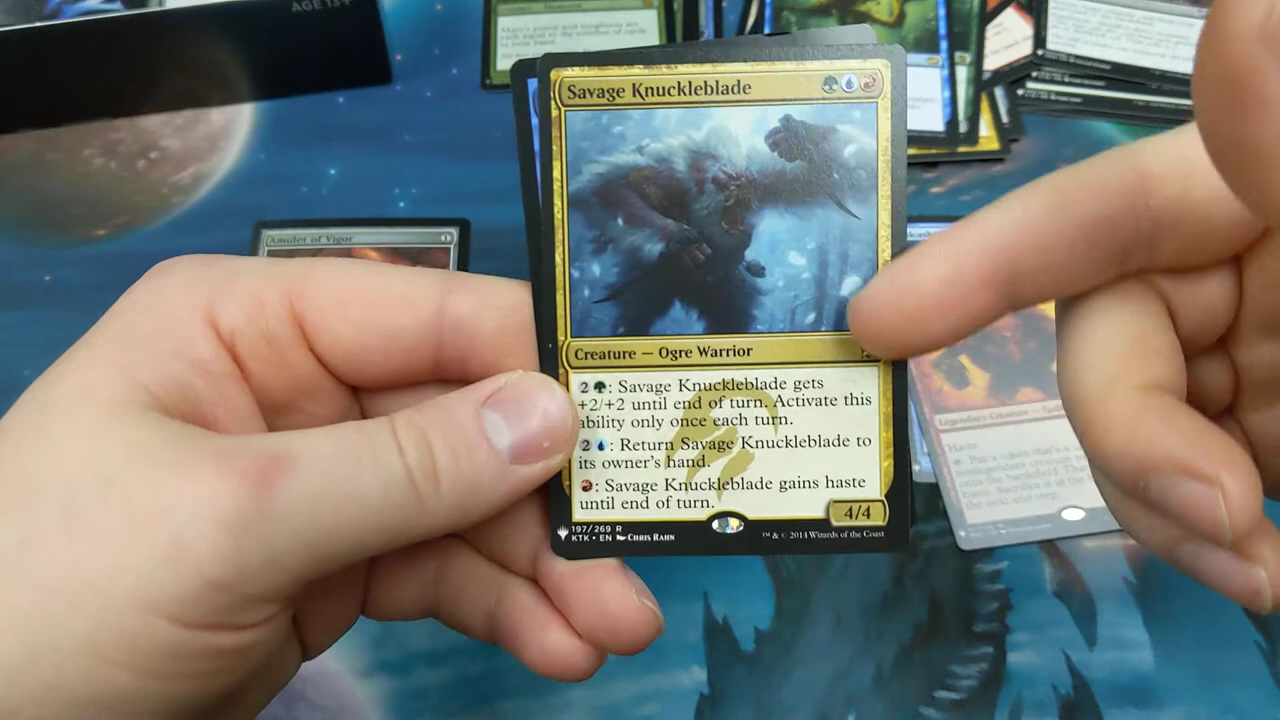 AGE 13+
Savage Knuckleblade
Amulet of Vigor
Creature — Ogre Warrior
2 : Savage Knuckleblade gets
+2/+2 until end of turn. Activate this
ability only once each turn.
2 : Return Savage Knuckleblade to
its owner's hand.
: Savage Knuckleblade gains haste
until end of turn.
4/4
197/269 R
KTK • EN Chris Rahn
™ & © 2014 Wizards of the Coast
Legendary Creature
Haste